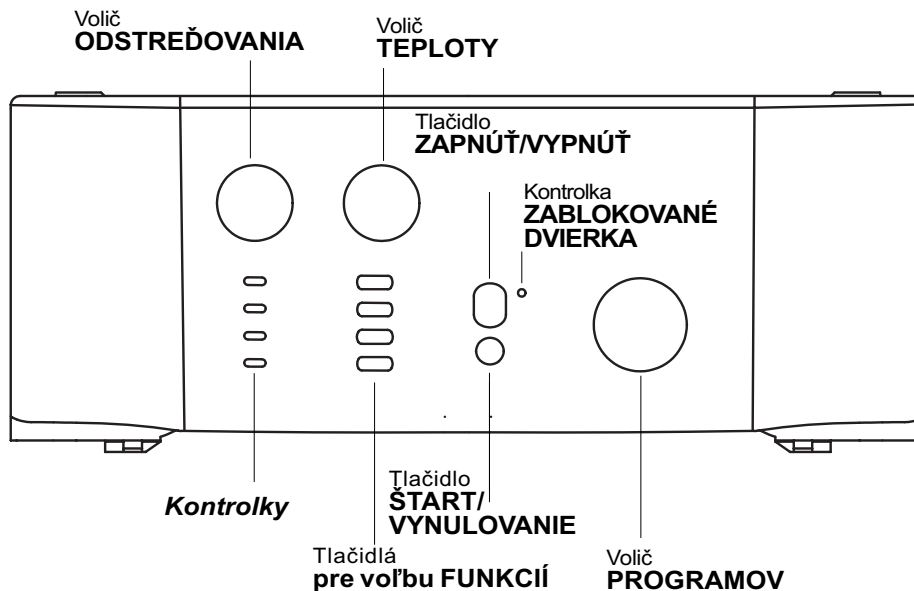 Volič
ODSTREĎOVANIA
Volič
TEPLOTY
Tlačidlo
ZAPNÚŤ/VYPNÚŤ
Kontrolka
ZABLOKOVANÉ
DVIERKA
Kontrolky
Tlačidlo
ŠTART/
VYNULOVANIE
Tlačidlá
pre voľbu FUNKCIÍ
Volič
PROGRAMOV